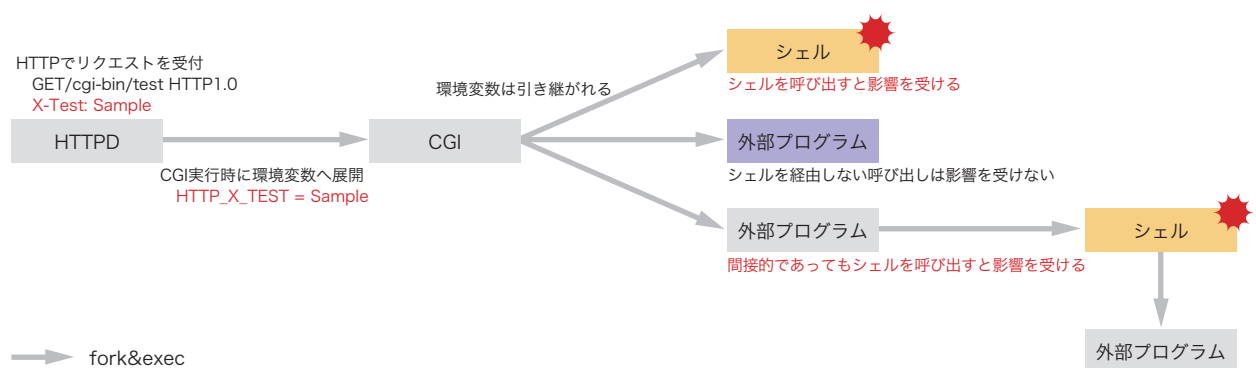 HTTPでリクエストを受付
GET/cgi-bin/test HTTP1.0
X-Test: Sample
HTTPD
CGI実行時に環境変数へ展開
HTTP_X_TEST = Sample
CGI
環境変数は引き継がれる
シェル
シェルを呼び出すと影響を受ける
外部プログラム
シェルを経由しない呼び出しは影響を受けない
外部プログラム
間接的であってもシェルを呼び出すと影響を受ける
シェル
外部プログラム
fork&exec